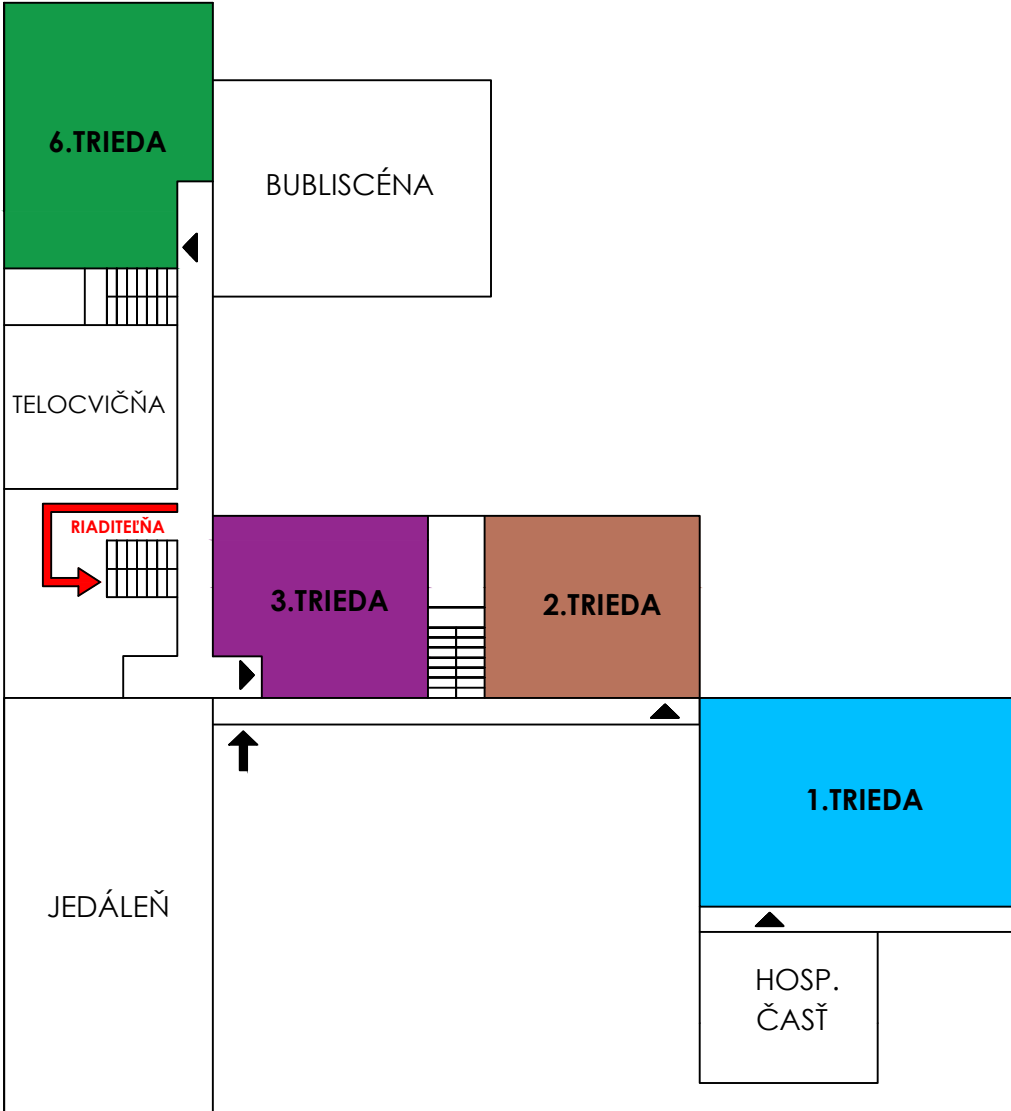 6.TRIEDA
BUBLISCÉNA
TELOCVIČŇA
RIADITEĽŇA
3.TRIEDA
2.TRIEDA
1.TRIEDA
JEDÁLEŇ
HOSP.
ČASŤ